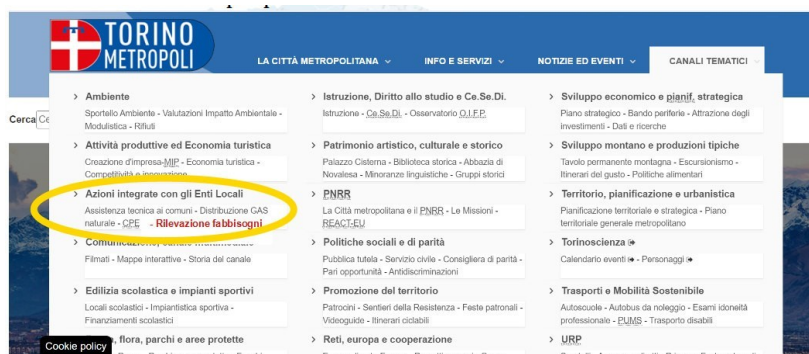 TORINO
METROPOLI
LA CITTÀ METROPOLITANA
INFO E SERVIZI
NOTIZIE ED EVENTI
CANALI TEMATICI
Cerca
> Ambiente
Sportello Ambiente - Valutazioni Impatto Ambientale -
Modulistica - Rifiuti
> Attività produttive ed Economia turistica
Creazione d'impresa-MIP - Economia turistica -
Competitività e innovazione
> Azioni integrate con gli Enti Locali
Assistenza tecnica ai comuni - Distribuzione GAS
naturale - CPE - Rilevazione fabbisogni
> Comunicazione, canale multimediale
Filmati - Mappe interattive - Storia del canale
> Edilizia scolastica e impianti sportivi
Locali scolastici - Impiantistica sportiva -
Finanziamenti scolastici
flora, parchi e aree protette
> Istruzione, Diritto allo studio e Ce.Se.Di.
Istruzione - Ce.Se.Di. - Osservatorio O.I.F.P.
> Patrimonio artistico, culturale e storico
Palazzo Cisterna - Biblioteca storica - Abbazia di
Novalesa - Minoranze linguistiche - Gruppi storici
> PNRR
La Città metropolitana e il PNRR - Le Missioni -
REACT-EU
> Politiche sociali e di parità
Pubblica tutela - Servizio civile - Consigliera di parità -
Pari opportunità - Antidiscriminazioni
> Promozione del territorio
Patrocini - Sentieri della Resistenza - Feste patronali -
Videoguide - Itinerari ciclabili
> Reti, europa e cooperazione
> Sviluppo economico e pianif. strategica
Piano strategico - Bando periferie - Attrazione degli
investimenti - Dati e ricerche
> Sviluppo montano e produzioni tipiche
Tavolo permanente montagna - Escursionismo -
Itinerari del gusto - Politiche alimentari
> Territorio, pianificazione e urbanistica
Pianificazione territoriale e strategica - Piano
territoriale generale metropolitano
> Torinoscienza
Calendario eventi - Personaggi
> Trasporti e Mobilità Sostenibile
Autoscuole - Autobus da noleggio - Esami idoneità
professionale - PUMS - Trasporto disabili
> URP
Cookie policy